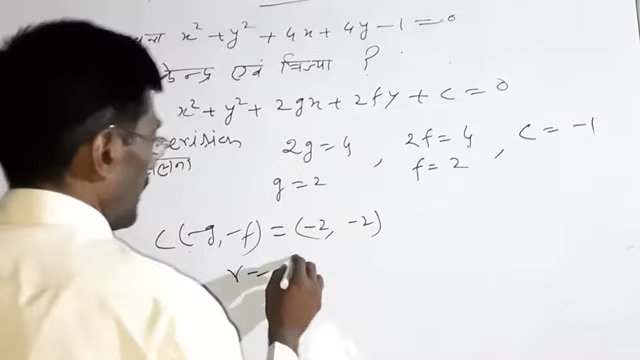 x² + y² + 4x + 4y - 1 = 0
केन्द्र एवं त्रिज्या ?
x² + y² + 2gx + 2fy + c = 0
2g = 4 , 2f = 4 , c = -1
g = 2 f = 2
C (-g, -f) = (-2, -2)
r =